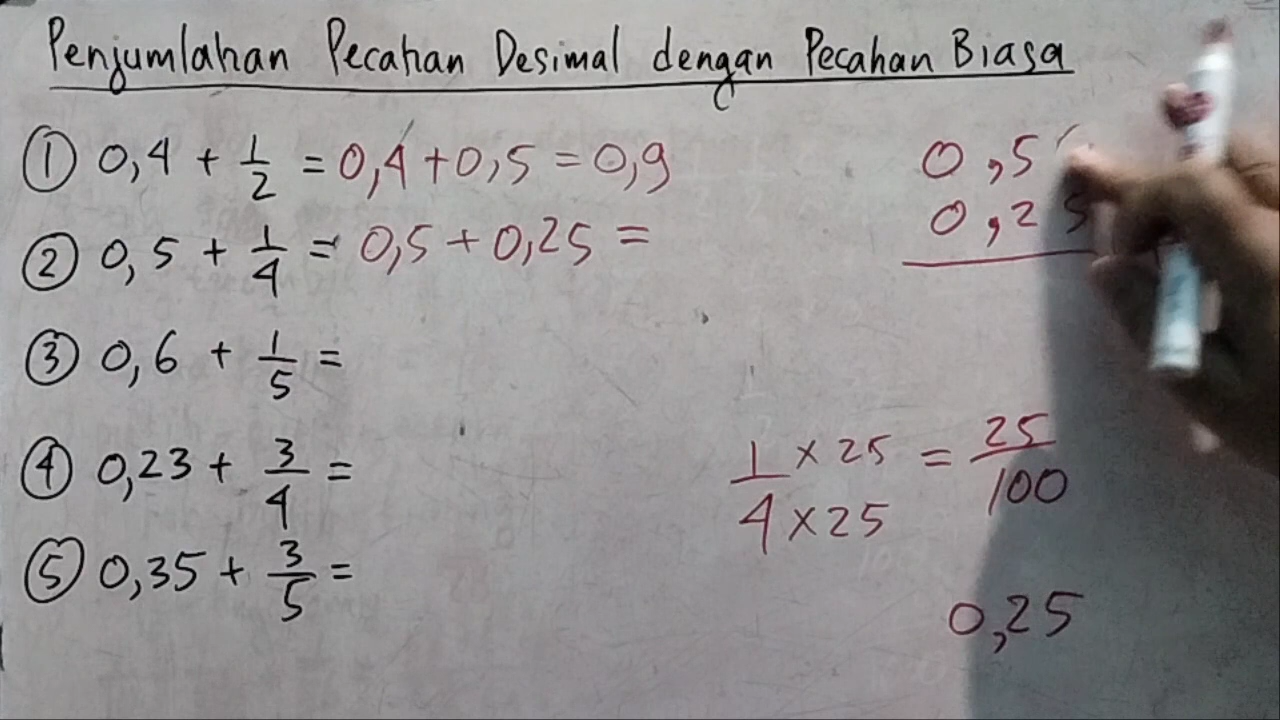 Penjumlahan Pecahan Desimal dengan Pecahan Biasa
① 0,4 + 1/2 = 0,4 + 0,5 = 0,9
② 0,5 + 1/4 = 0,5 + 0,25 =
③ 0,6 + 1/5 =
④ 0,23 + 3/4 =
⑤ 0,35 + 3/5 =
0,5
0,25
1 × 25 / 4 × 25 = 25/100
0,25